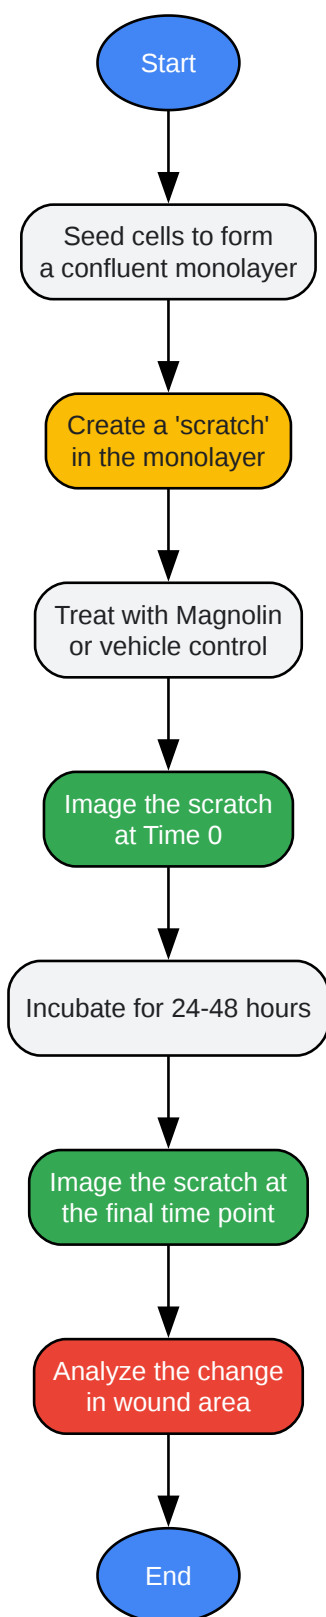 Start
Seed cells to form
a confluent monolayer
Create a 'scratch'
in the monolayer
Treat with Magnolin
or vehicle control
Image the scratch
at Time 0
Incubate for 24-48 hours
Image the scratch at
the final time point
Analyze the change
in wound area
End